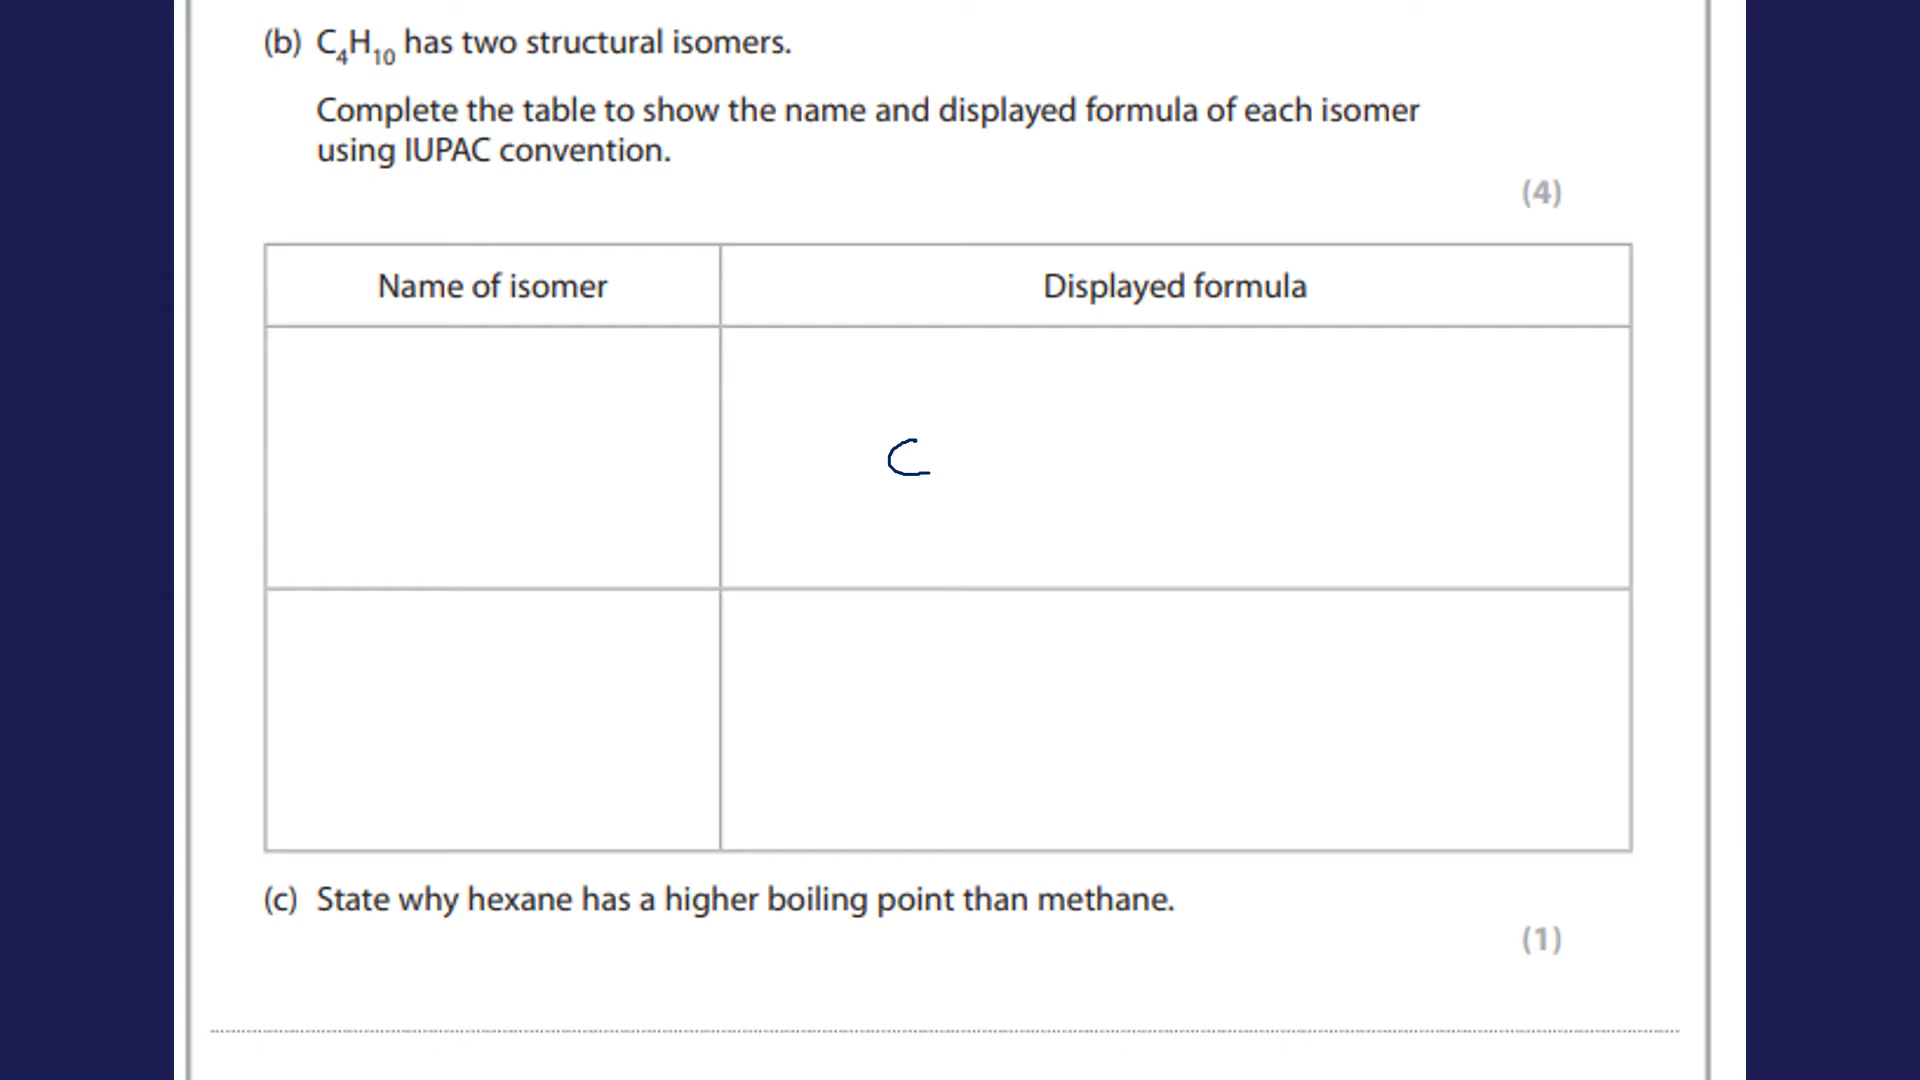 (b) C₄H₁₀ has two structural isomers.
Complete the table to show the name and displayed formula of each isomer
using IUPAC convention.
(4)
Name of isomer
Displayed formula
C
(c) State why hexane has a higher boiling point than methane.
(1)